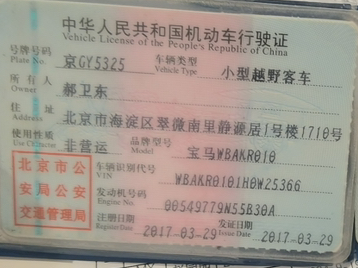 中华人民共和国机动车行驶证
Vehicle License of the People's Republic of China
号牌号码 京GY5325 车辆类型 小型越野客车
Plate No. Vehicle Type
所有人 郝卫东
Owner
住址 北京市海淀区翠微南里静源居1号楼1710号
Address
使用性质 非营运 品牌型号 宝马WBAKR010
Use Character Model
北京市公安局公安交通管理局
车辆识别代号 WBAKR0101H0W25366
VIN
发动机号码 00549779N55B30A
Engine No.
注册日期 2017-03-29 发证日期 2017-03-29
Register Date Issue Date